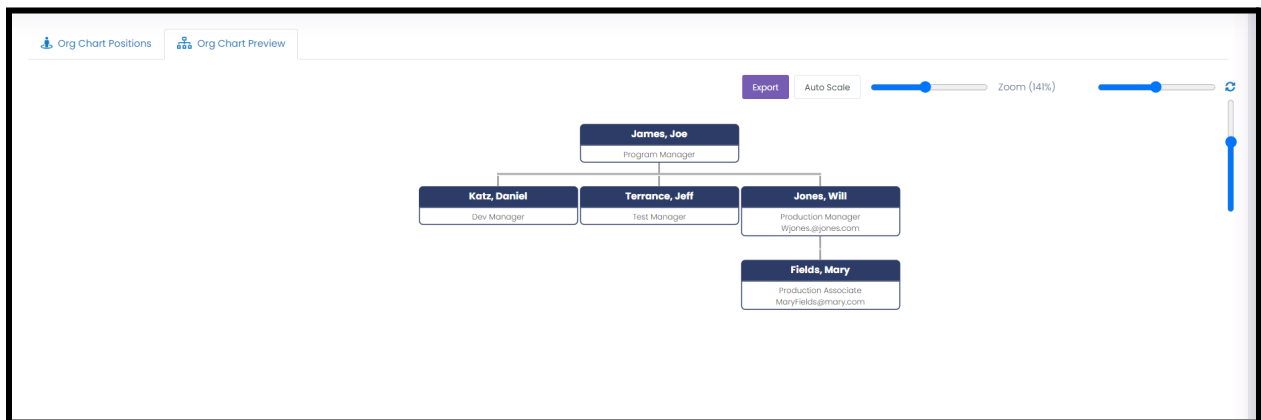 Org Chart Positions
Org Chart Preview
Export
Auto Scale
Zoom (141%)
James, Joe
Program Manager
Katz, Daniel
Dev Manager
Terrance, Jeff
Test Manager
Jones, Will
Production Manager
Wjones.@jones.com
Fields, Mary
Production Associate
MaryFields@mary.com